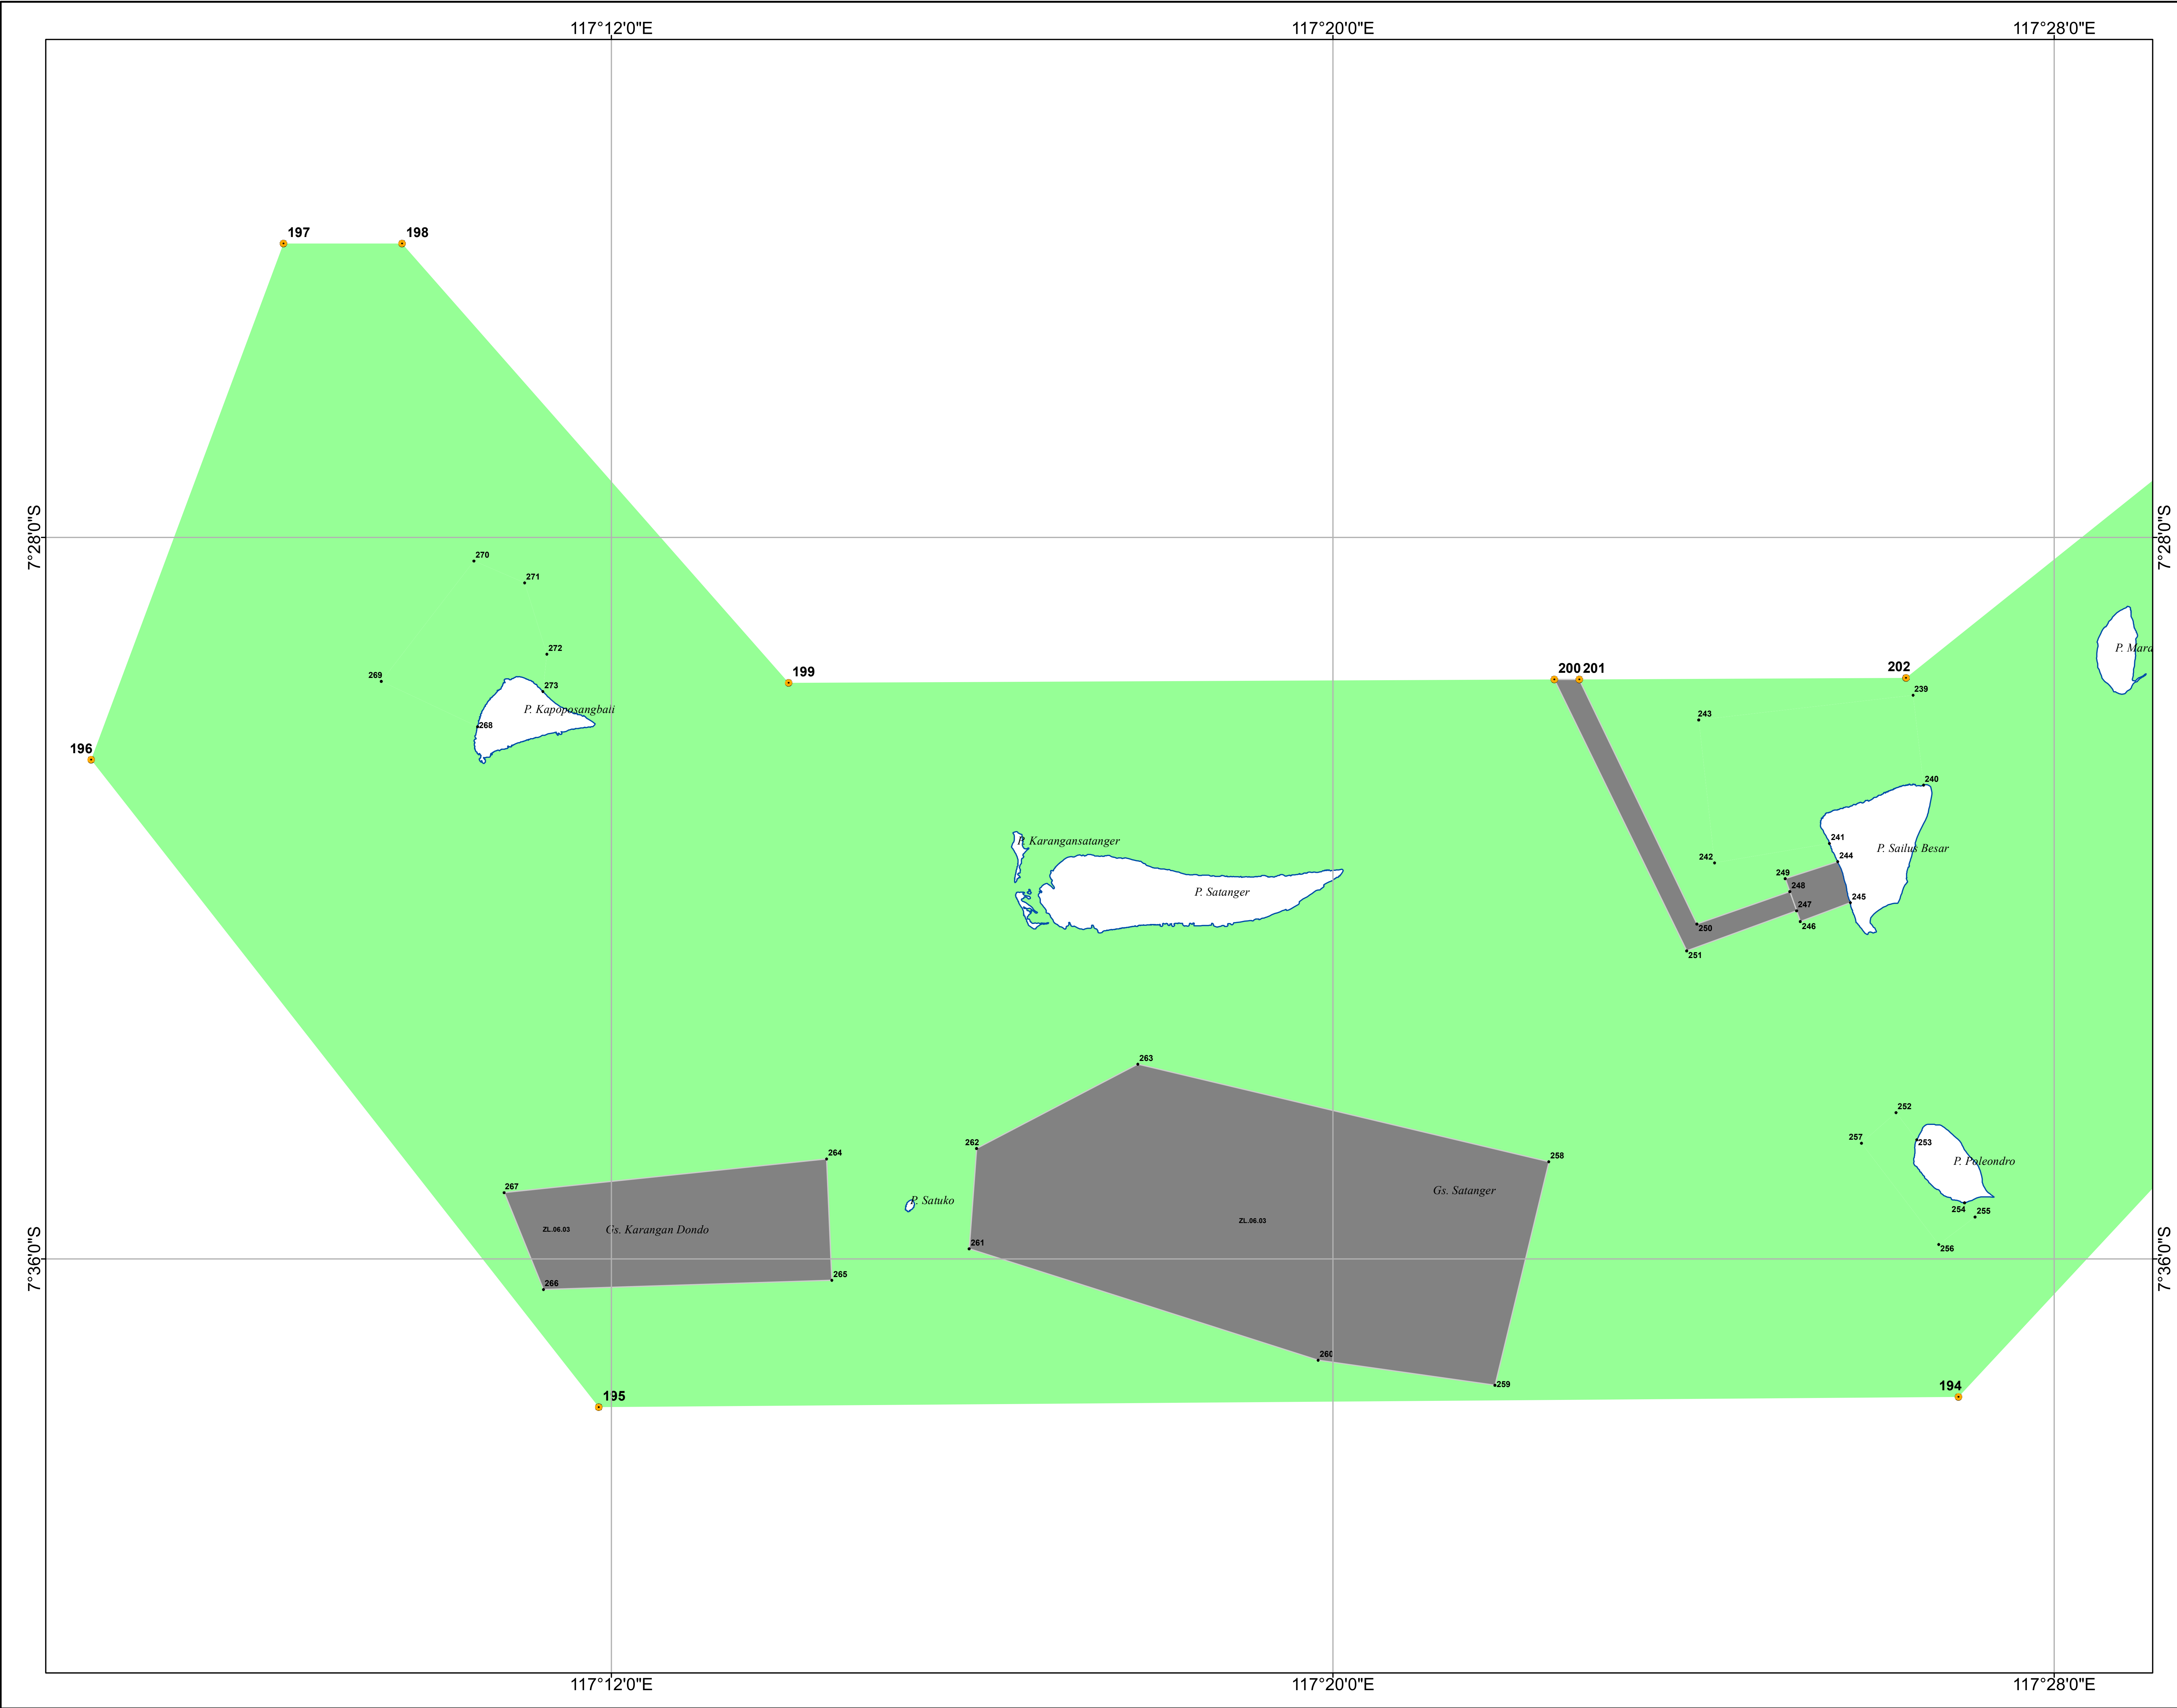 117°12'0"E
117°20'0"E
117°28'0"E
197
198
7°28'0"S
7°28'0"S
270
271
272
269
273
P. Kapoposangbaii
268
196
199
200
201
202
239
243
P. Mara
240
P. Karangansatanger
241
P. Sailus Besar
242
244
249
248
P. Satanger
245
247
246
250
251
263
252
257
253
262
264
258
P. Poleondro
267
Gs. Satanger
P. Satuko
254
255
ZL.06.03
Gs. Karangan Dondo
ZL.06.03
261
256
7°36'0"S
7°36'0"S
265
266
260
259
194
195
117°12'0"E
117°20'0"E
117°28'0"E